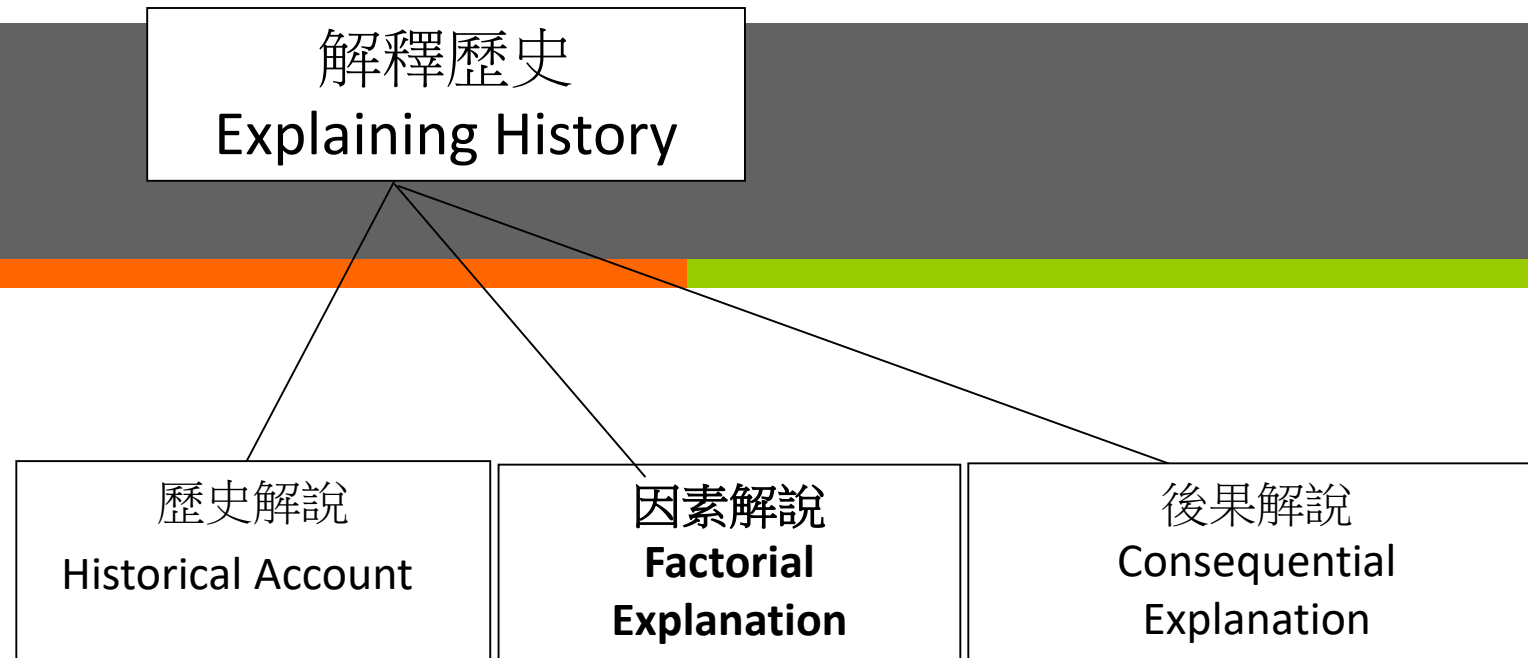 解釋歷史
Explaining History
歷史解說
Historical Account
因素解說
Factorial
Explanation
後果解說
Consequential
Explanation